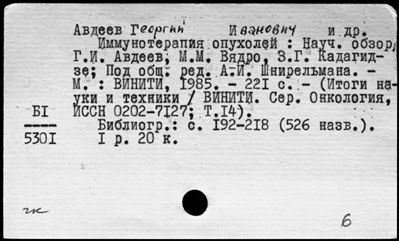 Авдеев Георгий Иванович и др.
Иммунотерапия опухолей : Науч. обзор/
Г.И. Авдеев, М.М. Вядро, З.Г. Кадагид-
зе; Под общ. ред. А.И. Шнирельмана. -
М. : ВИНИТИ, 1985. - 221 с. - (Итоги на-
уки и техники / ВИНИТИ. Сер. Онкология,
БI ИССН 0202-7127; Т.14).
Библиогр.: с. 192-218 (526 назв.).
5301 I р. 20 к.
гк 6